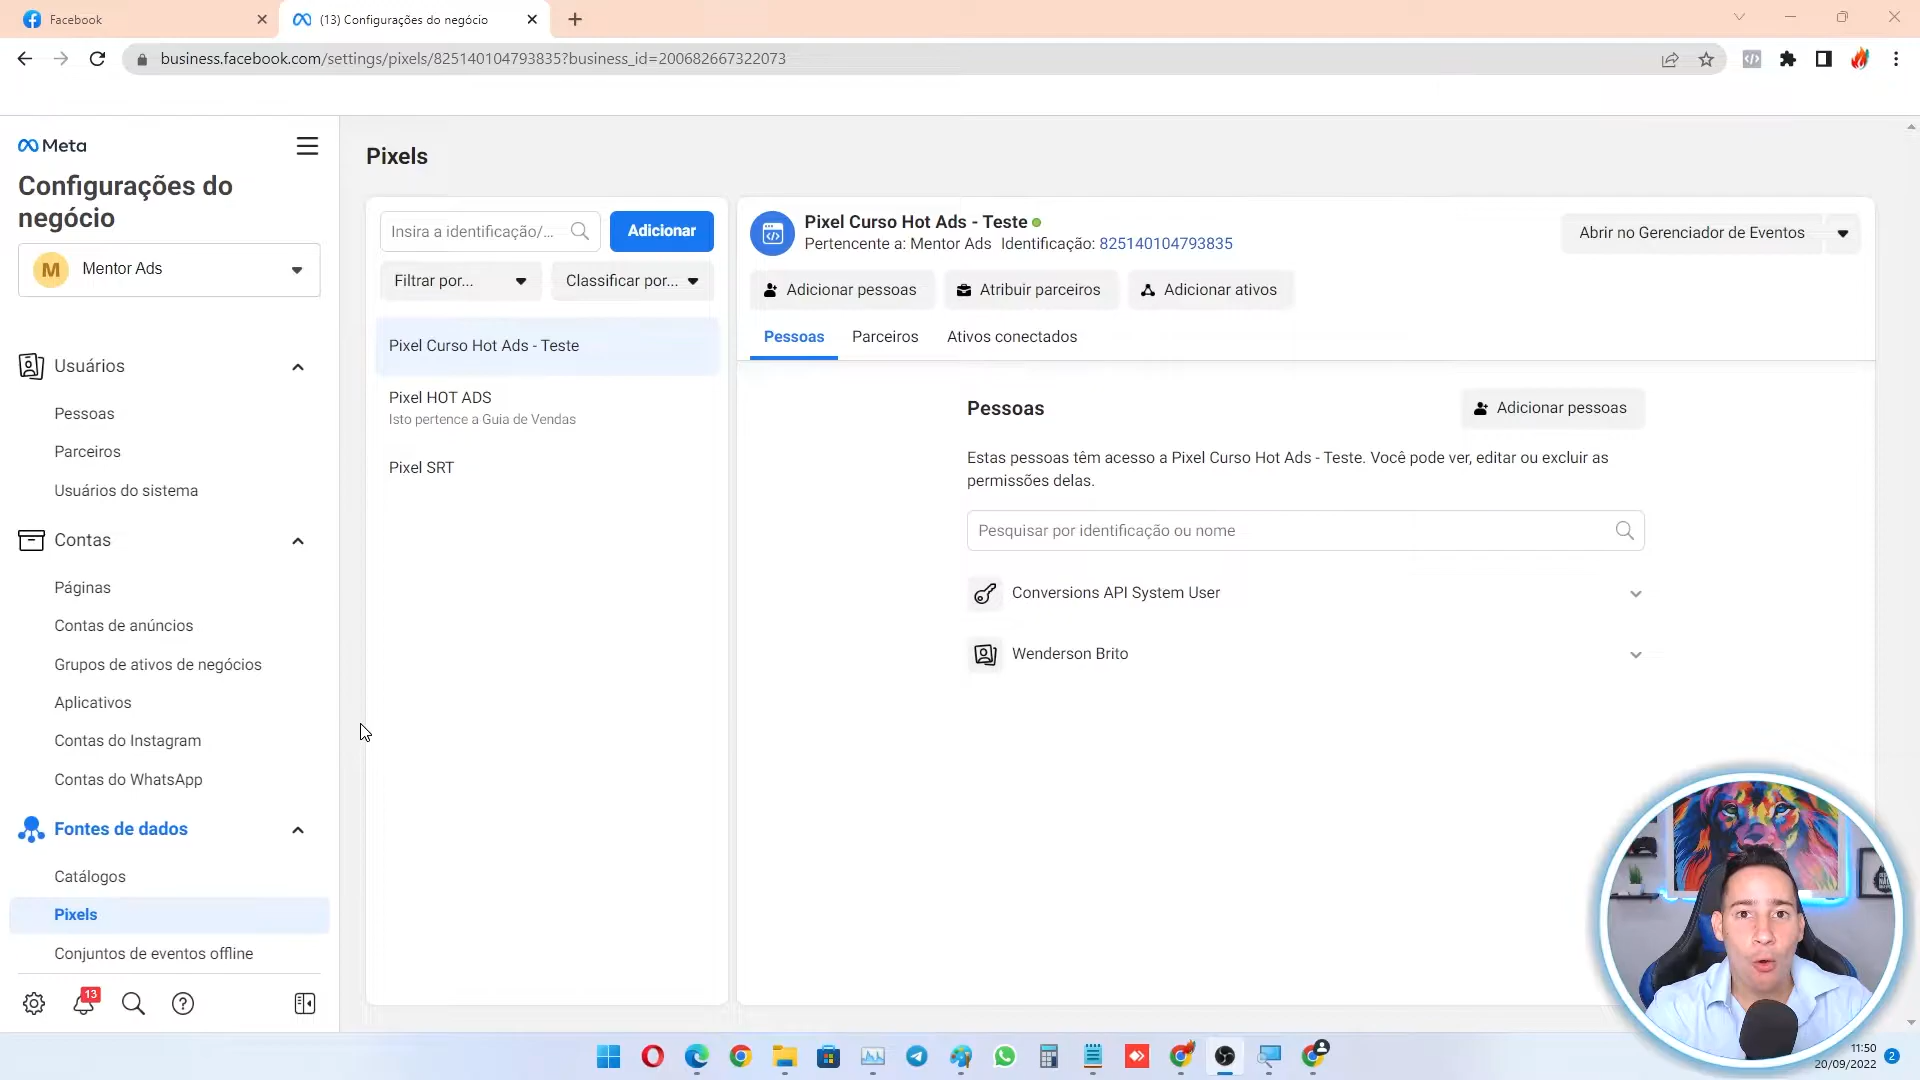 Facebook
(13) Configurações do negócio
business.facebook.com/settings/pixels/825140104793835?business_id=200682667322073
Meta
Configurações do
negócio
M
Mentor Ads
Usuários
Pessoas
Parceiros
Usuários do sistema
Contas
Páginas
Contas de anúncios
Grupos de ativos de negócios
Aplicativos
Contas do Instagram
Contas do WhatsApp
Fontes de dados
Catálogos
Pixels
Conjuntos de eventos offline
13
Pixels
Insira a identificação/...
Adicionar
Filtrar por...
Classificar por...
Pixel Curso Hot Ads - Teste
Pixel HOT ADS
Isto pertence a Guia de Vendas
Pixel SRT
Pixel Curso Hot Ads - Teste
Pertencente a: Mentor Ads Identificação: 825140104793835
Abrir no Gerenciador de Eventos
Adicionar pessoas
Atribuir parceiros
Adicionar ativos
Pessoas
Parceiros
Ativos conectados
Pessoas
Adicionar pessoas
Estas pessoas têm acesso a Pixel Curso Hot Ads - Teste. Você pode ver, editar ou excluir as
permissões delas.
Pesquisar por identificação ou nome
Conversions API System User
Wenderson Brito
11:50
20/09/2022
2